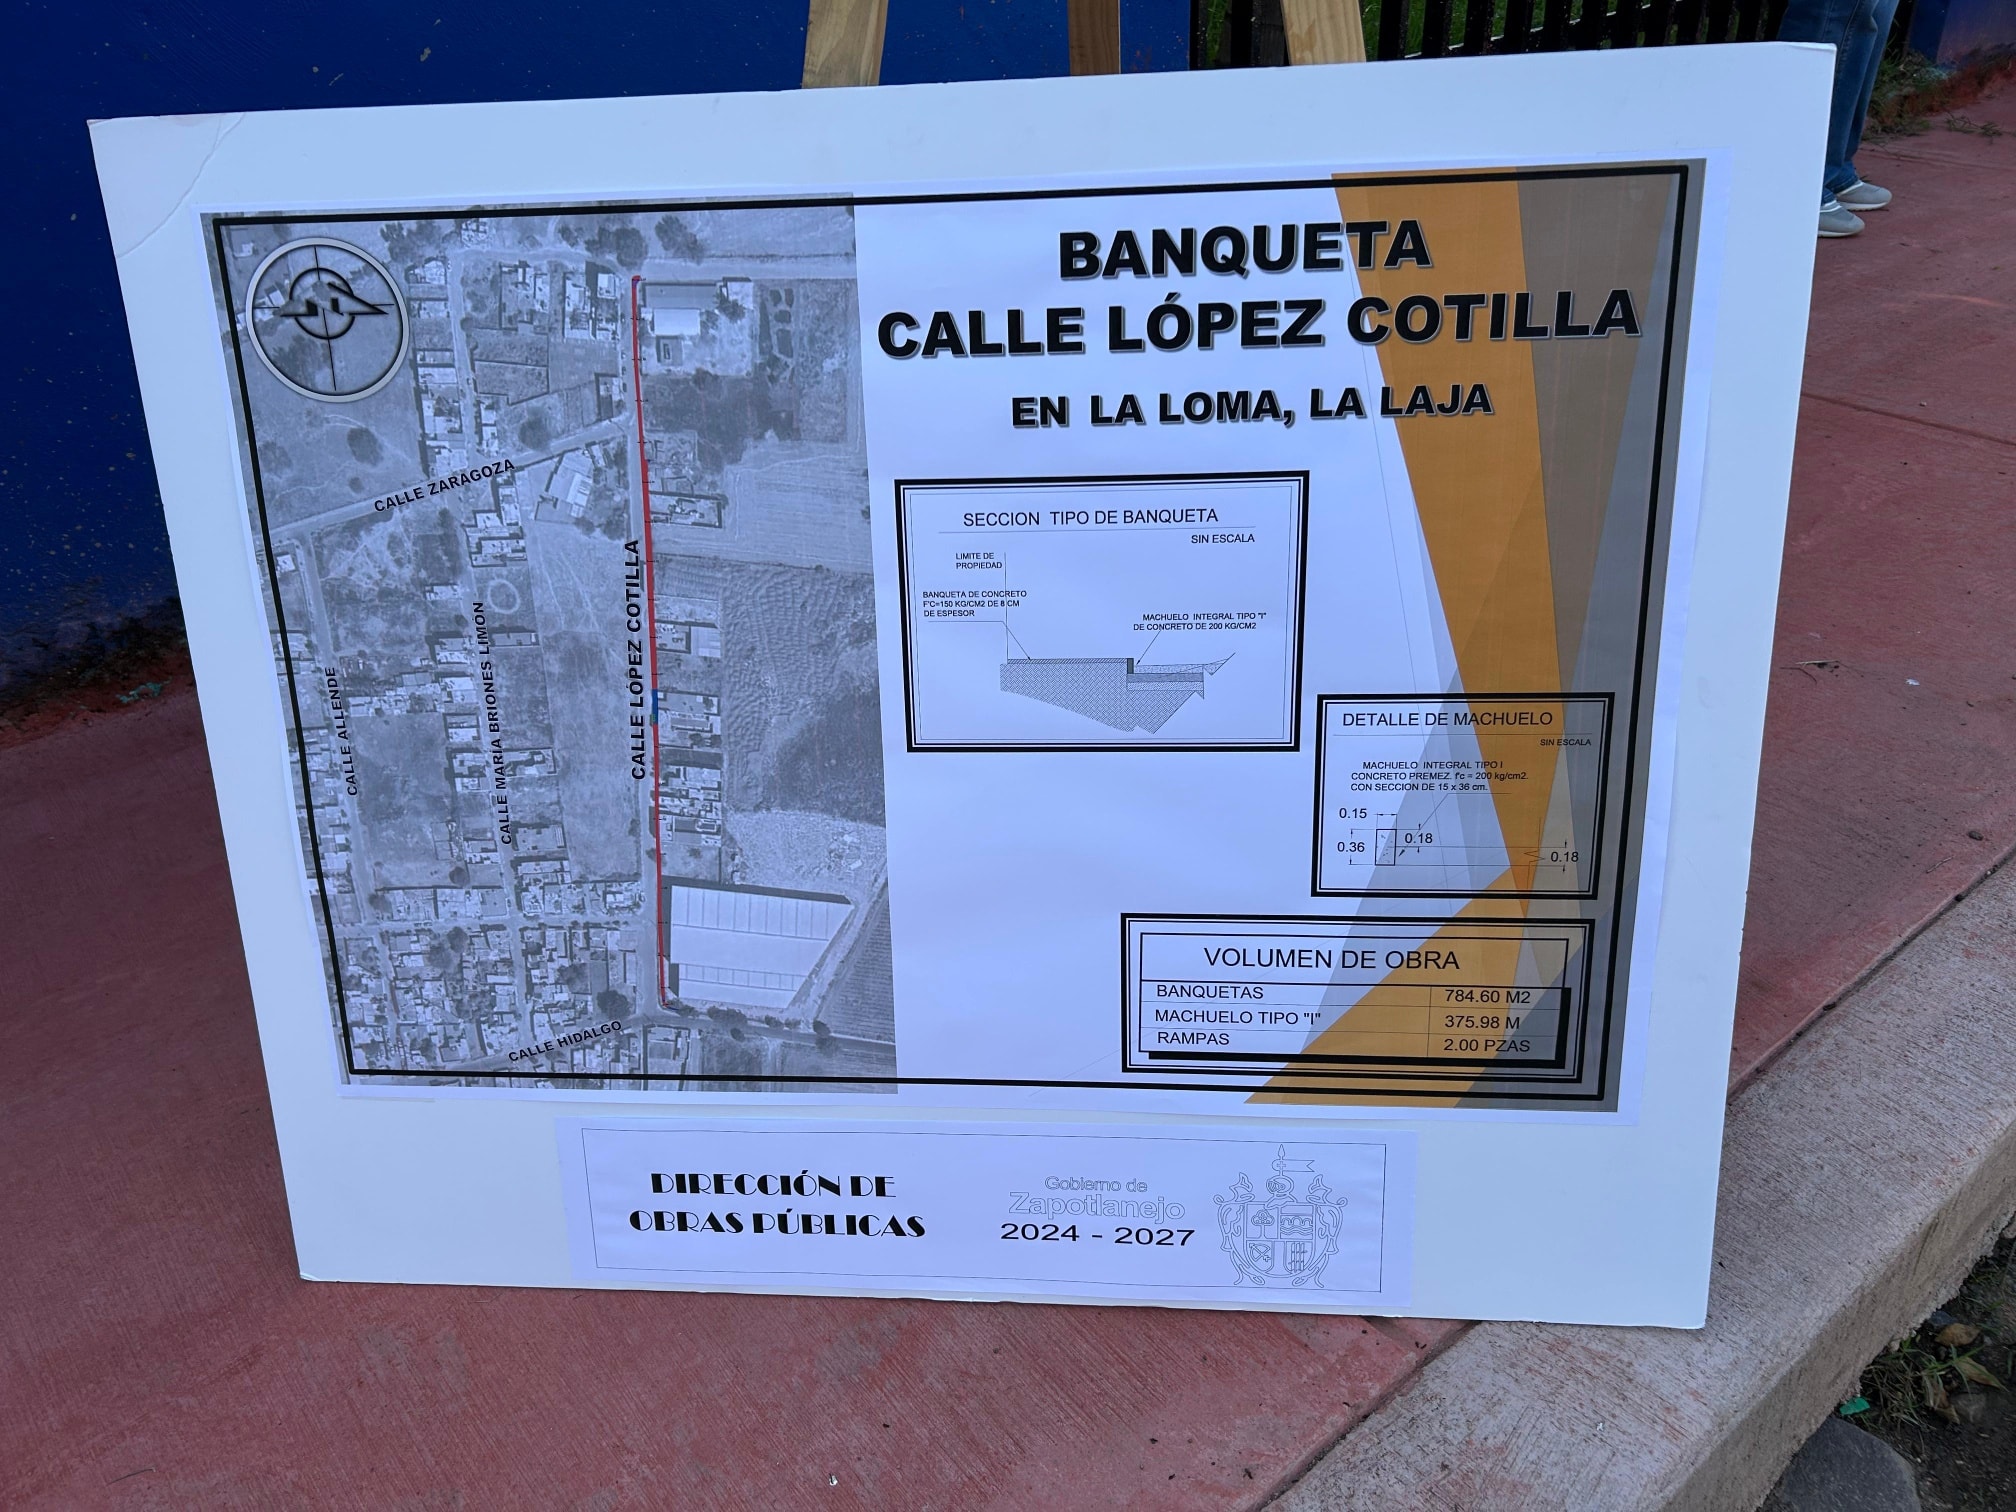 BANQUETA
CALLE LÓPEZ COTILLA
EN LA LOMA, LA LAJA
CALLE ZARAGOZA
CALLE LÓPEZ COTILLA
CALLE MARIA BRIONES LIMÓN
CALLE ALLENDE
CALLE HIDALGO
SECCION TIPO DE BANQUETA
SIN ESCALA
LIMITE DE
PROPIEDAD
BANQUETA DE CONCRETO
F'C=150 KG/CM2 DE 8 CM
DE ESPESOR
MACHUELO INTEGRAL TIPO "I"
DE CONCRETO DE 200 KG/CM2
DETALLE DE MACHUELO
SIN ESCALA
MACHUELO INTEGRAL TIPO I
CONCRETO PREMEZ. f'c = 200 kg/cm2.
CON SECCION DE 15 x 36 cm.
0.15
0.36
0.18
0.18
VOLUMEN DE OBRA
BANQUETAS 784.60 M2
MACHUELO TIPO "I" 375.98 M
RAMPAS 2.00 PZAS
DIRECCIÓN DE
OBRAS PÚBLICAS
Gobierno de
Zapotlanejo
2024 - 2027